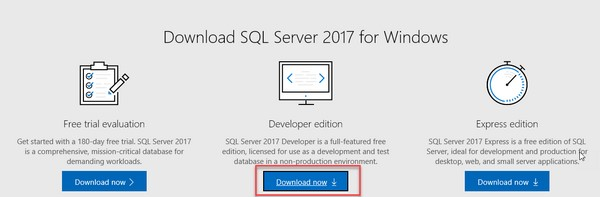 Download SQL Server 2017 for Windows
Free trial evaluation
Get started with a 180-day free trial. SQL Server 2017
is a comprehensive, mission-critical database for
demanding workloads.
Download now
Developer edition
SQL Server 2017 Developer is a full-featured free
edition, licensed for use as a development and test
database in a non-production environment.
Download now
Express edition
SQL Server 2017 Express is a free edition of SQL
Server, ideal for development and production for
desktop, web, and small server applications.
Download now